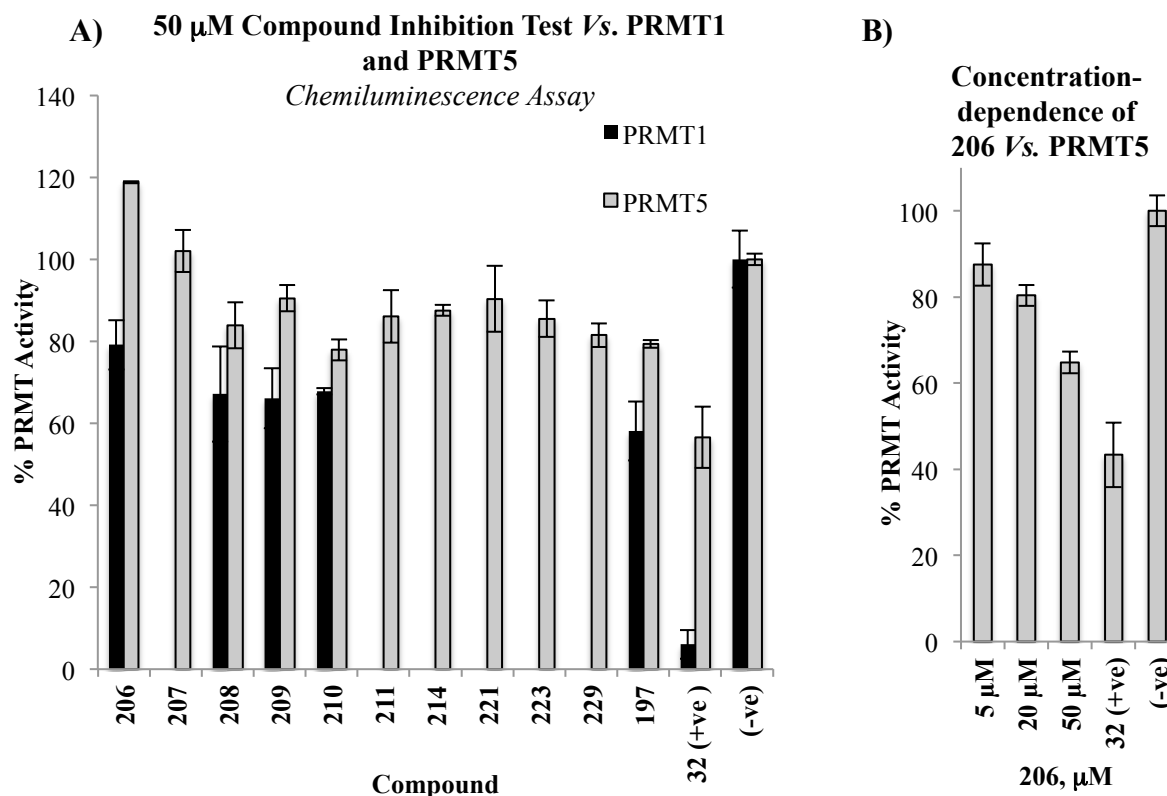 A)
50 μM Compound Inhibition Test Vs. PRMT1
and PRMT5
Chemiluminescence Assay
PRMT1
PRMT5
% PRMT Activity
140
120
100
80
60
40
20
0
206
207
208
209
210
211
214
221
223
229
197
32 (+ve )
(-ve)
Compound
B)
Concentration-
dependence of
206 Vs. PRMT5
% PRMT Activity
100
80
60
40
20
0
5 μM
20 μM
50 μM
32 (+ve)
(-ve)
206, μM